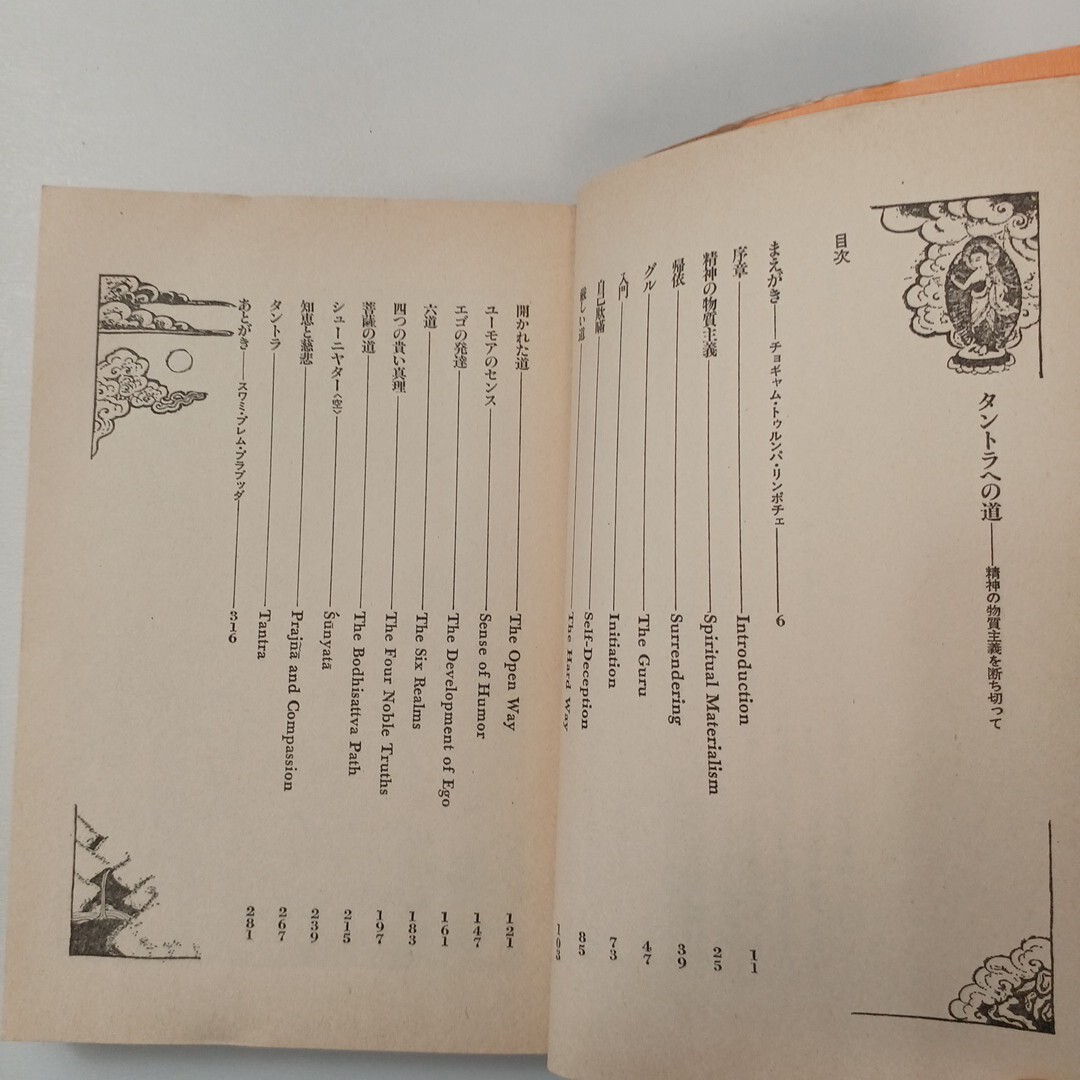 タントラへの道——精神の物質主義を断ち切って
目次
まえがき——チョギャム・トゥルンパ・リンポチェ——6
序章——Introduction 11
精神の物質主義——Spiritual Materialism 25
帰依——Surendering 39
グル——The Guru 47
入門——Initiation 73
自己欺瞞——Self-Deception 85
厳しい道——The Hard Way 103
開かれた道——The Open Way 121
ユーモアのセンス——Sense of Humor 147
エゴの発達——The Development of Ego 161
六道——The Six Realms 183
四つの貴い真理——The Four Noble Truths 197
菩薩の道——The Bodhisattva Path 215
シューニヤター〈空〉——Śūnyatā 239
知恵と慈悲——Prajñā and Compassion 267
タントラ——Tantra 281
あとがき——スワミ・プレム・プラブッダ——316